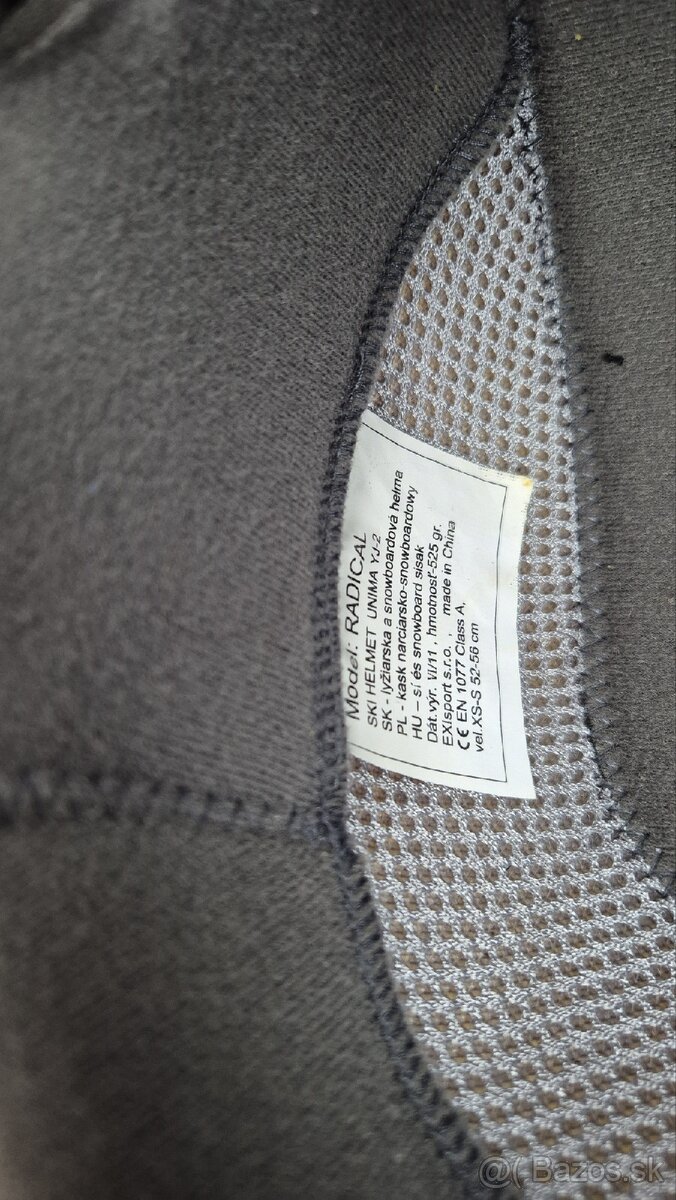 Model: RADICAL
SKI HELMET UNIMA YJ-2
SK - lyžiarska a snowboardová helma
PL - kask narciarsko-snowboardowy
HU – sí és snowboard sisak
Dát.výr. VI/11. hmotnosť-525 gr.
EXIsport s.r.o. , made in China
CE EN 1077 Class A,
vel.XS-S 52-56 cm
@( Bazos.sk